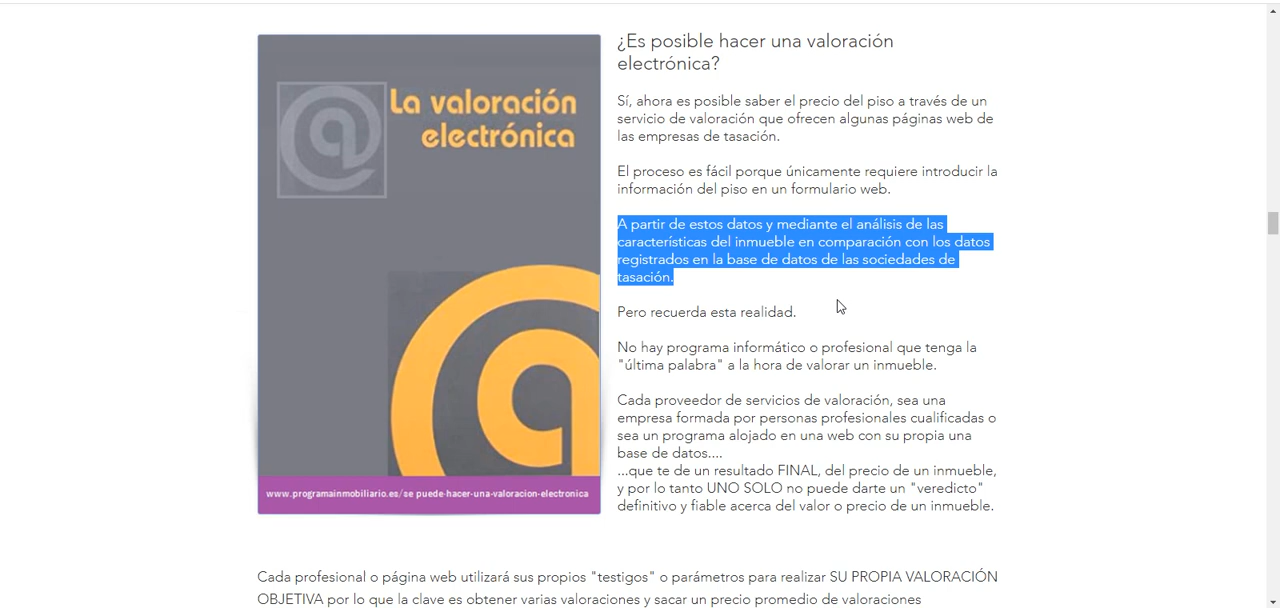 La valoración
electrónica
www.programainmobiliario.es/se puede-hacer-una-valoracion-electronica
¿Es posible hacer una valoración
electrónica?
Sí, ahora es posible saber el precio del piso a través de un
servicio de valoración que ofrecen algunas páginas web de
las empresas de tasación.
El proceso es fácil porque únicamente requiere introducir la
información del piso en un formulario web.
A partir de estos datos y mediante el análisis de las
características del inmueble en comparación con los datos
registrados en la base de datos de las sociedades de
tasación.
Pero recuerda esta realidad.
No hay programa informático o profesional que tenga la
"última palabra" a la hora de valorar un inmueble.
Cada proveedor de servicios de valoración, sea una
empresa formada por personas profesionales cualificadas o
sea un programa alojado en una web con su propia una
base de datos....
...que te de un resultado FINAL, del precio de un inmueble,
y por lo tanto UNO SOLO no puede darte un "veredicto"
definitivo y fiable acerca del valor o precio de un inmueble.
Cada profesional o página web utilizará sus propios "testigos" o parámetros para realizar SU PROPIA VALORACIÓN
OBJETIVA por lo que la clave es obtener varias valoraciones y sacar un precio promedio de valoraciones